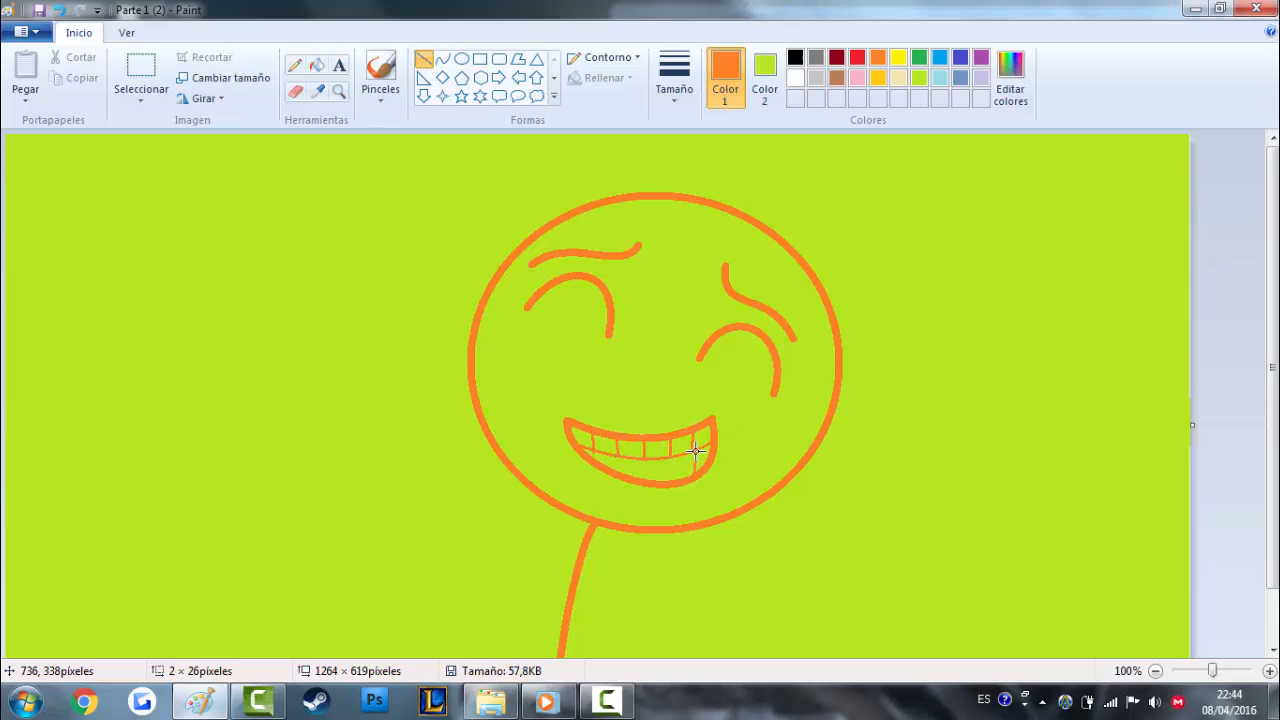 Parte 1 (2) - Paint
Inicio
Ver
Pegar
Cortar
Copiar
Portapapeles
Seleccionar
Recortar
Cambiar tamaño
Girar
Imagen
A
Herramientas
Pinceles
Contorno
Rellenar
Formas
Tamaño
Color
1
Color
2
Editar
colores
Colores
736, 338píxeles
2 × 26píxeles
1264 × 619píxeles
Tamaño: 57,8KB
100%
Ps
L
ES
22:44
08/04/2016